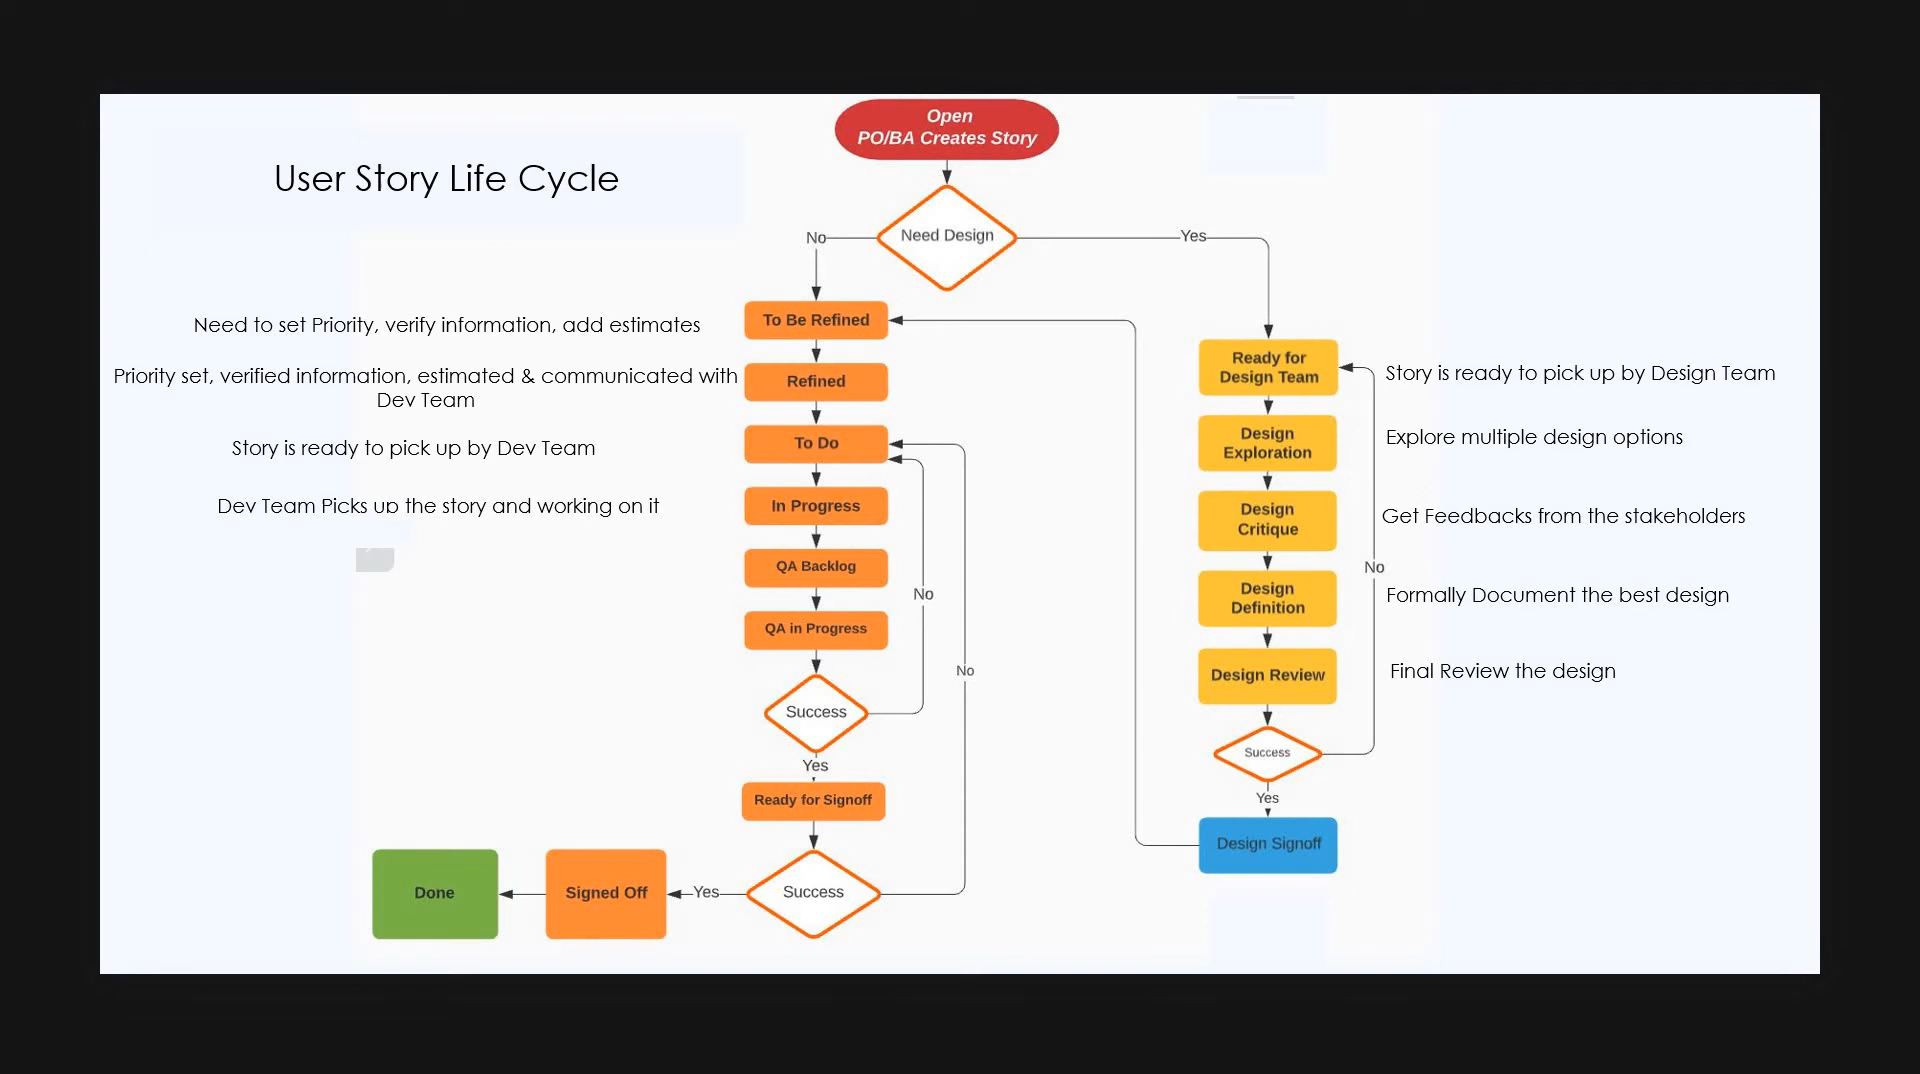 Open
PO/BA Creates Story
User Story Life Cycle
Need Design
No
Yes
Need to set Priority, verify information, add estimates
To Be Refined
Priority set, verified information, estimated & communicated with
Dev Team
Refined
Story is ready to pick up by Dev Team
To Do
Dev Team Picks up the story and working on it
In Progress
QA Backlog
QA in Progress
No
No
Success
Yes
Ready for Signoff
Success
Yes
Signed Off
Done
Ready for
Design Team
Story is ready to pick up by Design Team
Design
Exploration
Explore multiple design options
Design
Critique
Get Feedbacks from the stakeholders
No
Design
Definition
Formally Document the best design
Design Review
Final Review the design
Success
Yes
Design Signoff